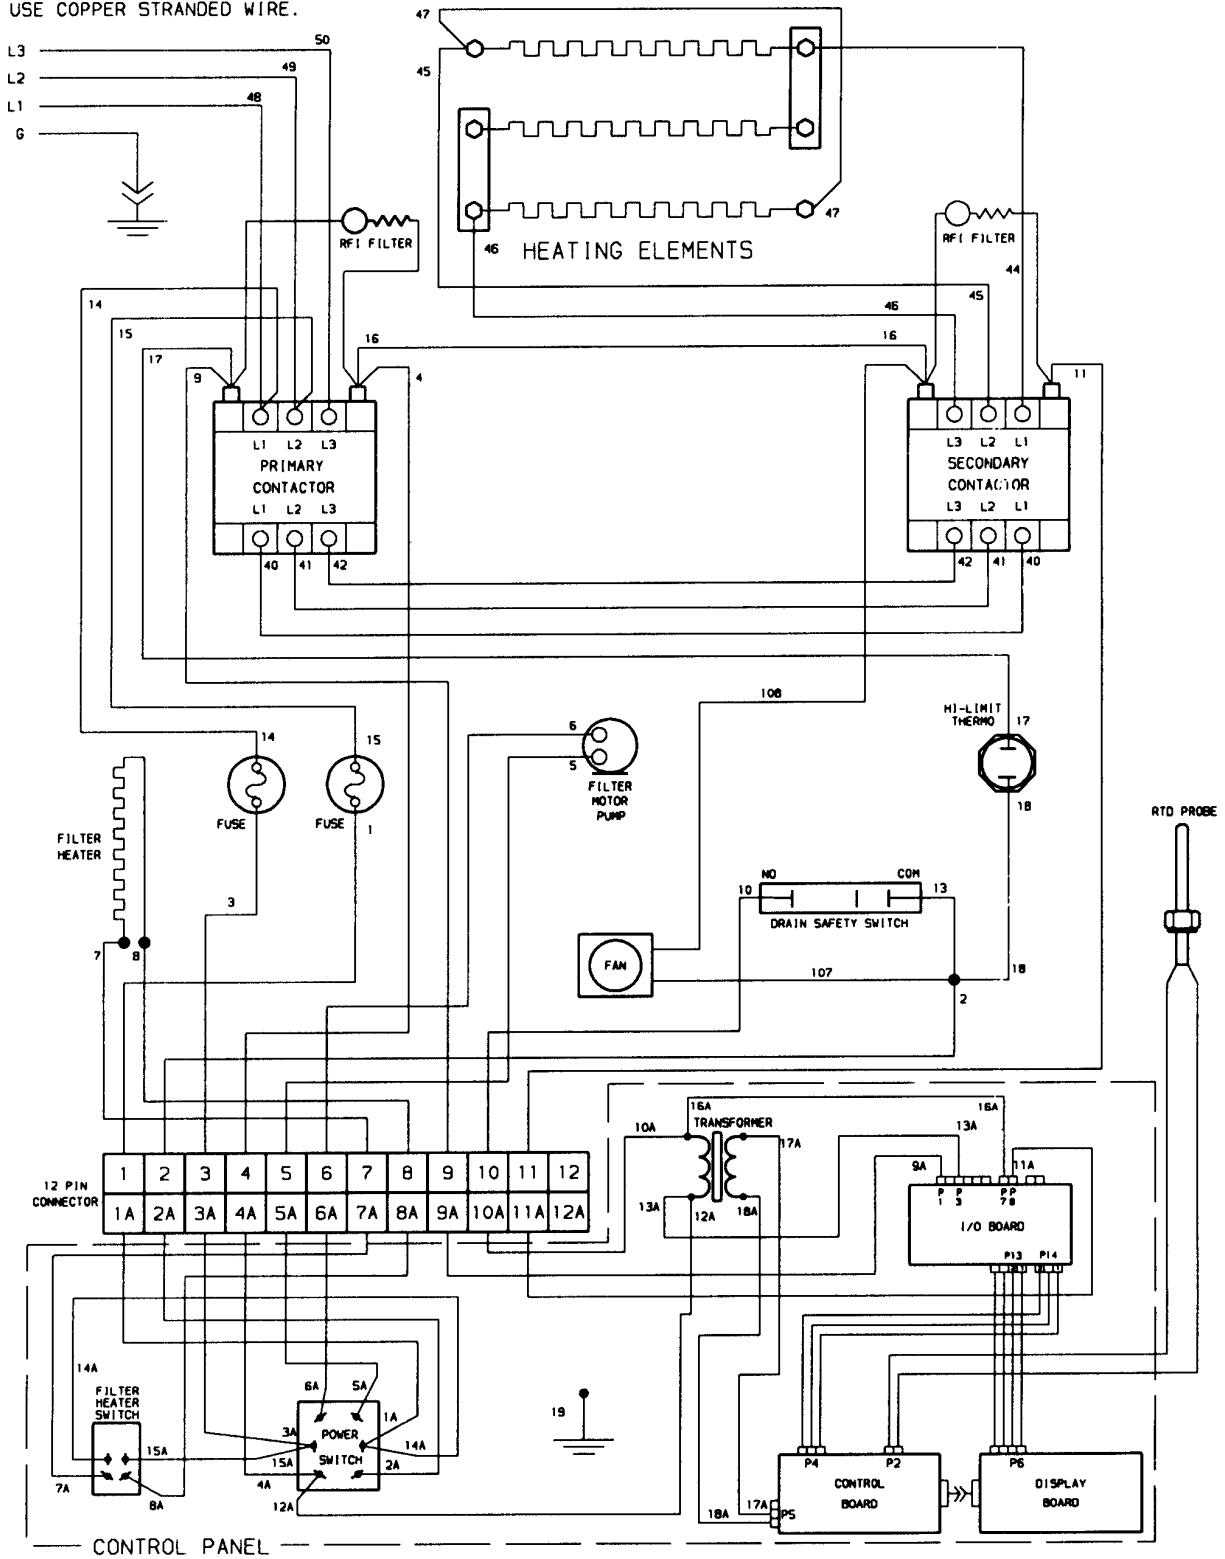 USE COPPER STRANDED WIRE.
47
L3
50
45
L2
49
L1
48
G
47
RFI FILTER
46
HEATING ELEMENTS
RFI FILTER
44
14
46
45
15
17
16
16
9
4
11
L1 L2 L3
PRIMARY
CONTACTOR
L1 L2 L3
L3 L2 L1
SECONDARY
CONTACTOR
L3 L2 L1
40 41 42
42 41 40
108
HI-LIMIT
THERMO
17
6
5
14
15
FILTER
MOTOR
PUMP
18
FUSE
FUSE
1
RTD PROBE
FILTER
HEATER
NO
COM
10
13
DRAIN SAFETY SWITCH
3
7
8
FAN
107
18
2
16A
16A
10A
TRANSFORMER
17A
13A
12 PIN
CONNECTOR
1 2 3 4 5 6 7 8 9 10 11 12
1A 2A 3A 4A 5A 6A 7A 8A 9A 10A 11A 12A
9A
11A
13A
12A
18A
P P P P
1 3 7 8
I/O BOARD
P13 P14
14A
FILTER
HEATER
SWITCH
6A
5A
1A
3A
POWER
SWITCH
14A
15A
15A
2A
4A
7A
8A
12A
19
P4
P2
P6
CONTROL
BOARD
DISPLAY
BOARD
17A
18A
P5
CONTROL PANEL